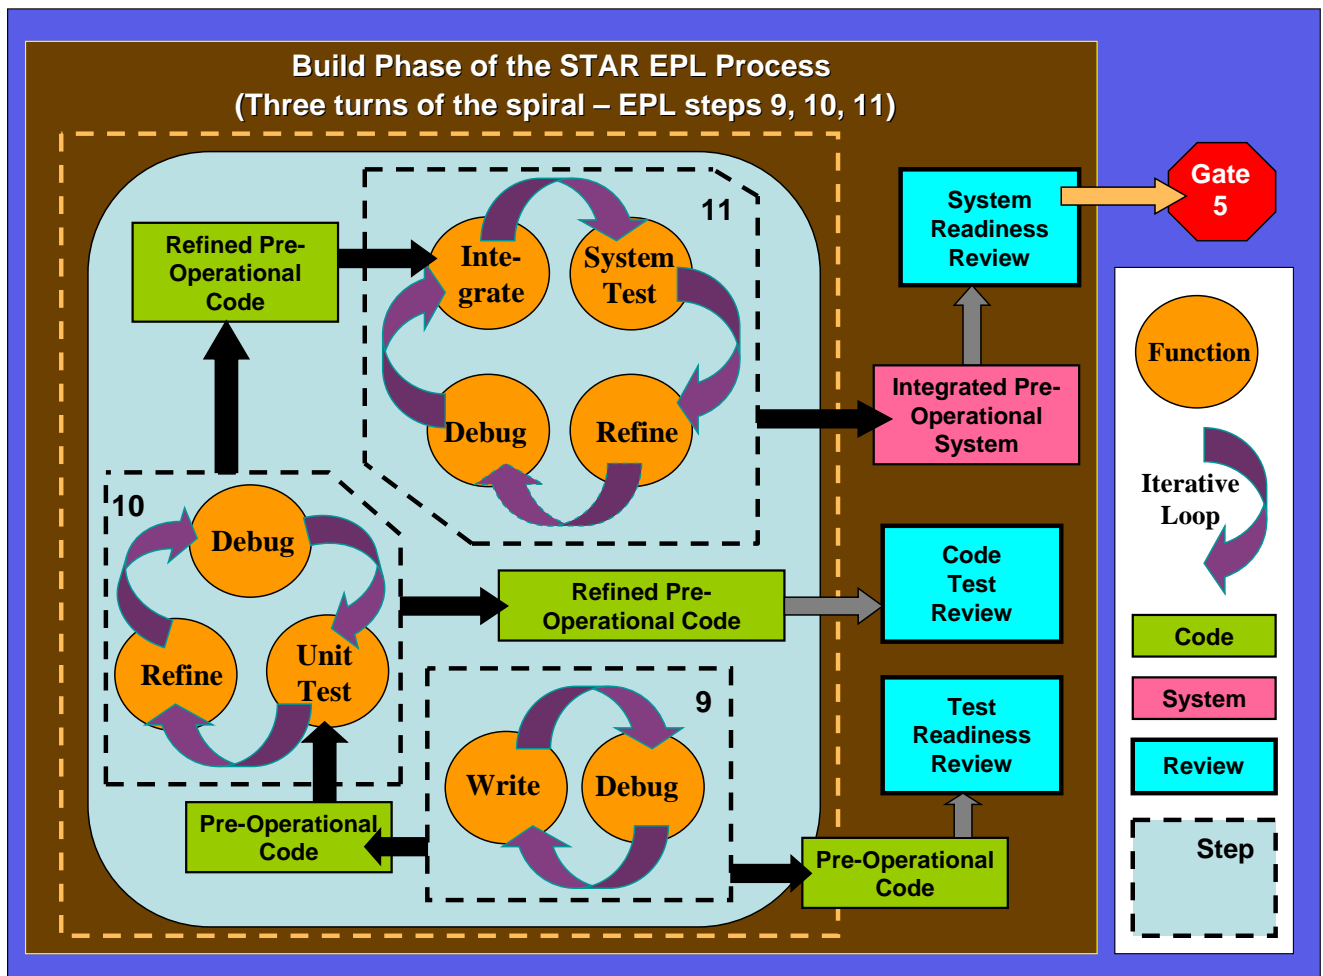 Build Phase of the STAR EPL Process
(Three turns of the spiral – EPL steps 9, 10, 11)
11
Refined Pre-
Operational
Code
Inte-
grate
System
Test
Debug
Refine
System
Readiness
Review
Gate
5
Integrated Pre-
Operational
System
10
Debug
Refine
Unit
Test
Refined Pre-
Operational Code
Code
Test
Review
9
Write
Debug
Pre-Operational
Code
Pre-Operational
Code
Test
Readiness
Review
Function
Iterative
Loop
Code
System
Review
Step